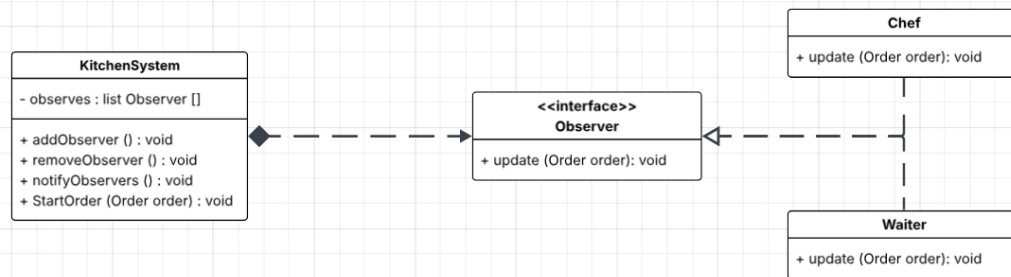 KitchenSystem
- observes : list Observer []
+ addObserver () : void
+ removeObserver () : void
+ notifyObservers () : void
+ StartOrder (Order order) : void
<<interface>>
Observer
+ update (Order order): void
Chef
+ update (Order order): void
Waiter
+ update (Order order): void